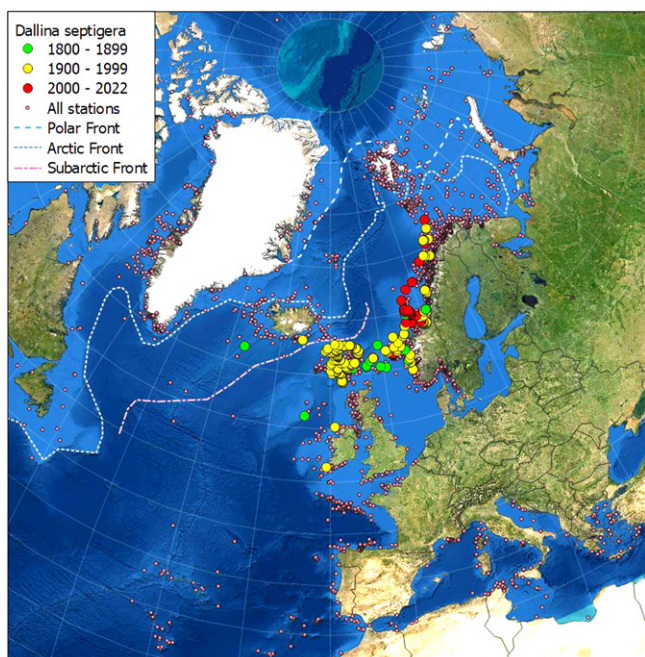 Dallina septigera
1800 - 1899
1900 - 1999
2000 - 2022
All stations
Polar Front
Arctic Front
Subarctic Front